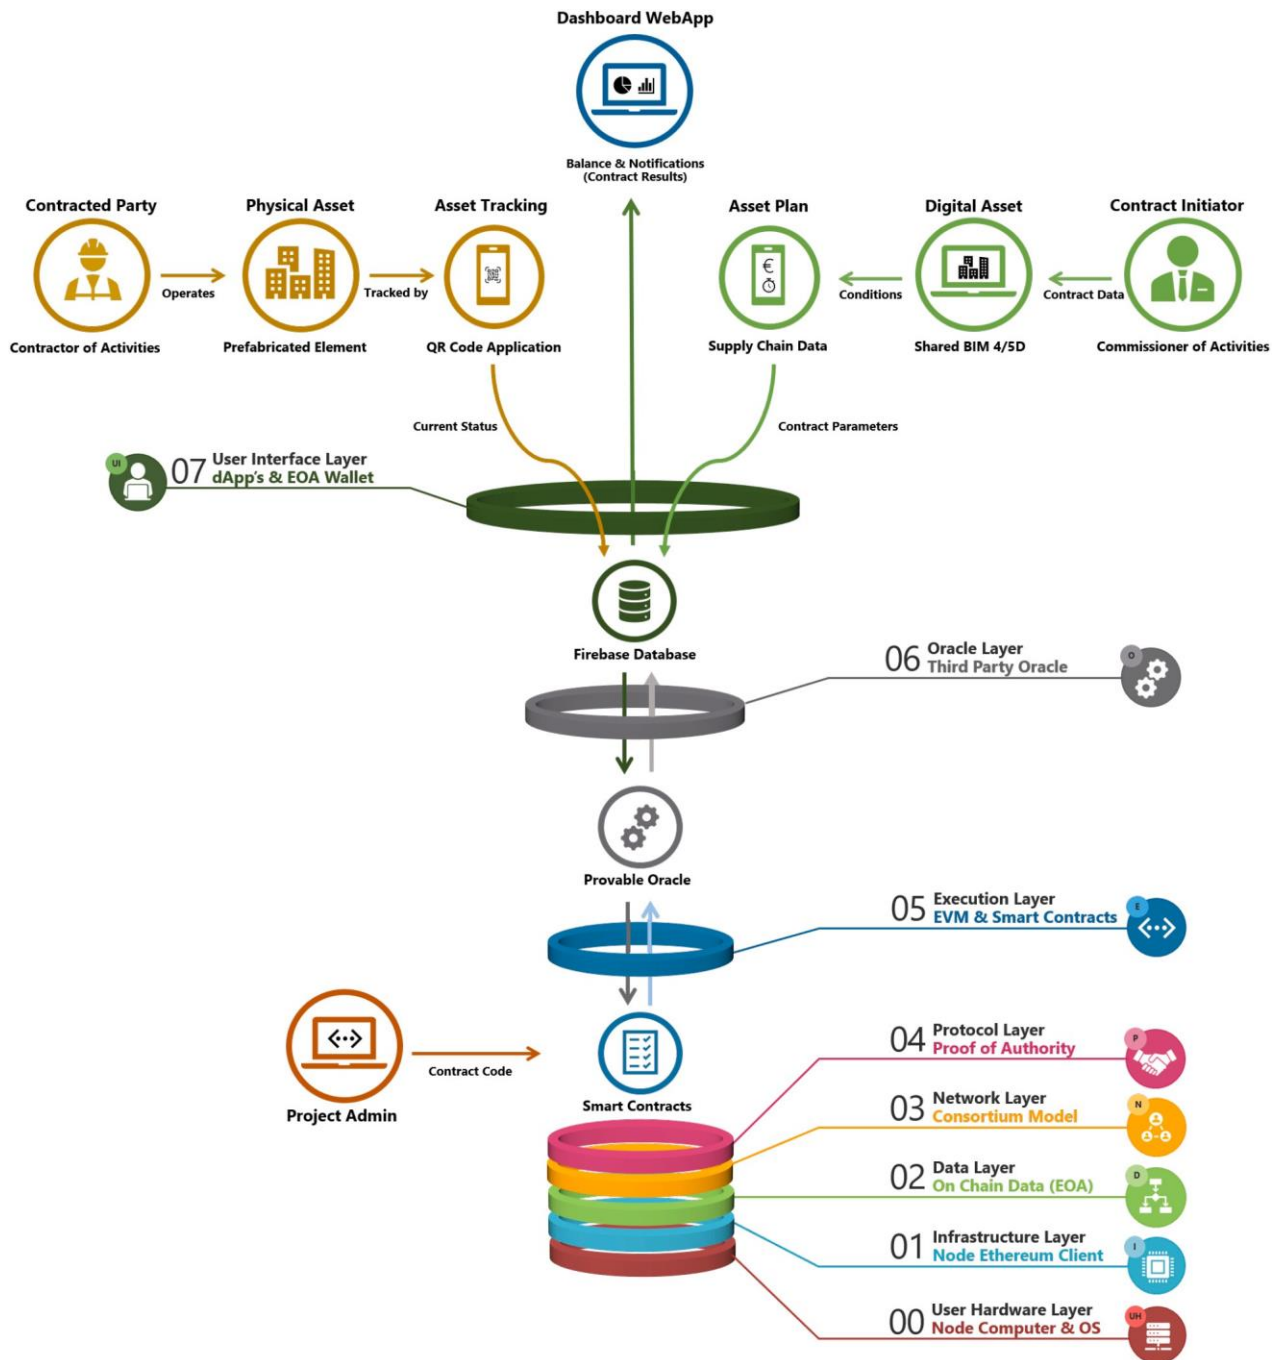 Dashboard WebApp
Balance & Notifications
(Contract Results)
Contracted Party
Physical Asset
Asset Tracking
Asset Plan
Digital Asset
Contract Initiator
€
Operates
Tracked by
Conditions
Contract Data
Contractor of Activities
Prefabricated Element
QR Code Application
Supply Chain Data
Shared BIM 4/5D
Commissioner of Activities
Current Status
Contract Parameters
UI
07 User Interface Layer
dApp's & EOA Wallet
Firebase Database
06 Oracle Layer
Third Party Oracle
O
Provable Oracle
05 Execution Layer
EVM & Smart Contracts
E
Project Admin
Contract Code
Smart Contracts
04 Protocol Layer
Proof of Authority
P
03 Network Layer
Consortium Model
N
02 Data Layer
On Chain Data (EOA)
D
01 Infrastructure Layer
Node Ethereum Client
I
00 User Hardware Layer
Node Computer & OS
UH